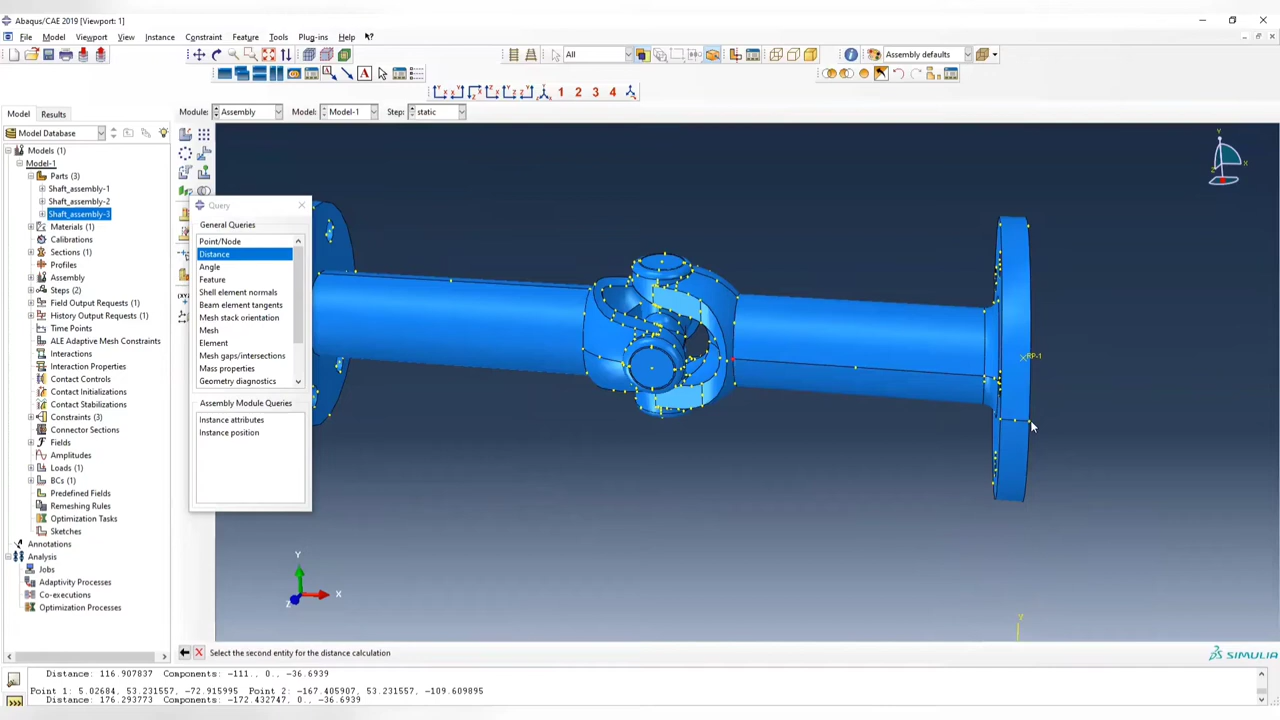 Abaqus/CAE 2019 [Viewport: 1]
File Model Viewport View Instance Constraint Feature Tools Plug-ins Help
All
Assembly defaults
A
1 2 3 4
Model Results
Module: Assembly Model: Model-1 Step: static
Model Database
Models (1)
Model-1
Parts (3)
Shaft_assembly-1
Shaft_assembly-2
Shaft_assembly-3
Materials (1)
Calibrations
Sections (1)
Profiles
Assembly
Steps (2)
Field Output Requests (1)
History Output Requests (1)
Time Points
ALE Adaptive Mesh Constraints
Interactions
Interaction Properties
Contact Controls
Contact Initializations
Contact Stabilizations
Constraints (3)
Connector Sections
Fields
Amplitudes
Loads (1)
BCs (1)
Predefined Fields
Remeshing Rules
Optimization Tasks
Sketches
Annotations
Analysis
Jobs
Adaptivity Processes
Co-executions
Optimization Processes
Query
General Queries
Point/Node
Distance
Angle
Feature
Shell element normals
Beam element tangents
Mesh stack orientation
Mesh
Element
Mesh gaps/intersections
Mass properties
Geometry diagnostics
Assembly Module Queries
Instance attributes
Instance position
Y
X
Z
RP-1
Y
X
Z
Y
Select the second entity for the distance calculation
SIMULIA
Distance: 116.907837 Components: -111., 0., -36.6939
Point 1: 5.02684, 53.231557, -72.915995 Point 2: -167.405907, 53.231557, -109.609895
Distance: 176.293773 Components: -172.432747, 0., -36.6939